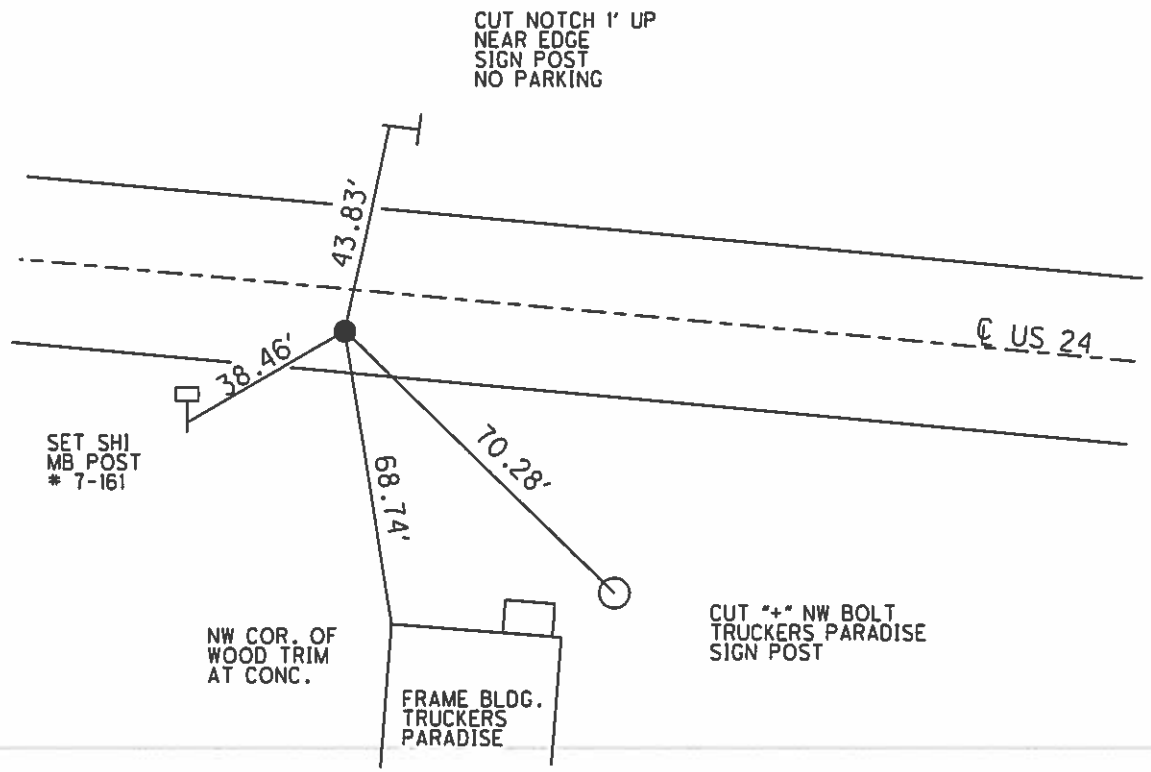 CUT NOTCH 1' UP
NEAR EDGE
SIGN POST
NO PARKING
43.83'
℄ US 24
38.46'
SET SHI
MB POST
* 7-161
70.28'
68.74'
NW COR. OF
WOOD TRIM
AT CONC.
CUT "+" NW BOLT
TRUCKERS PARADISE
SIGN POST
FRAME BLDG.
TRUCKERS
PARADISE